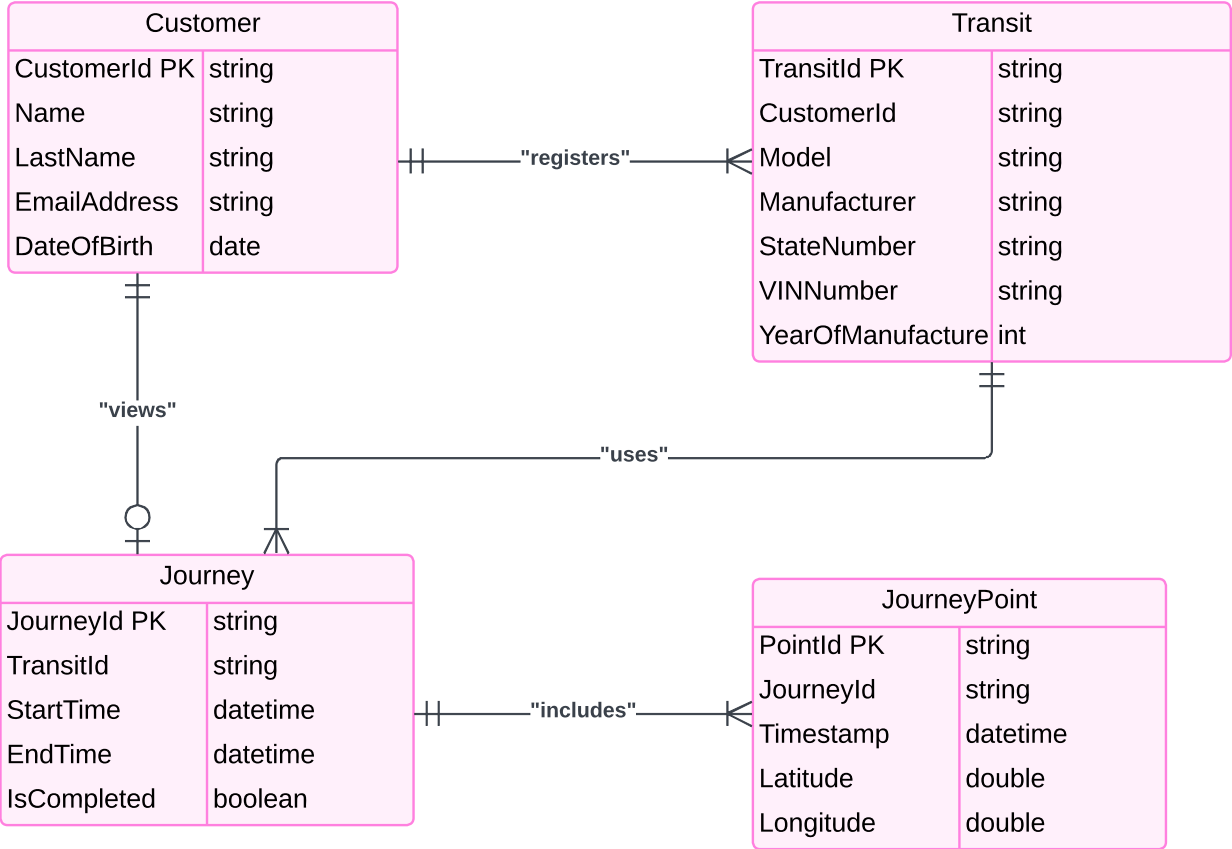 Customer
CustomerId PK string
Name string
LastName string
EmailAddress string
DateOfBirth date
"registers"
Transit
TransitId PK string
CustomerId string
Model string
Manufacturer string
StateNumber string
VINNumber string
YearOfManufacture int
"views"
"uses"
Journey
JourneyId PK string
TransitId string
StartTime datetime
EndTime datetime
IsCompleted boolean
"includes"
JourneyPoint
PointId PK string
JourneyId string
Timestamp datetime
Latitude double
Longitude double